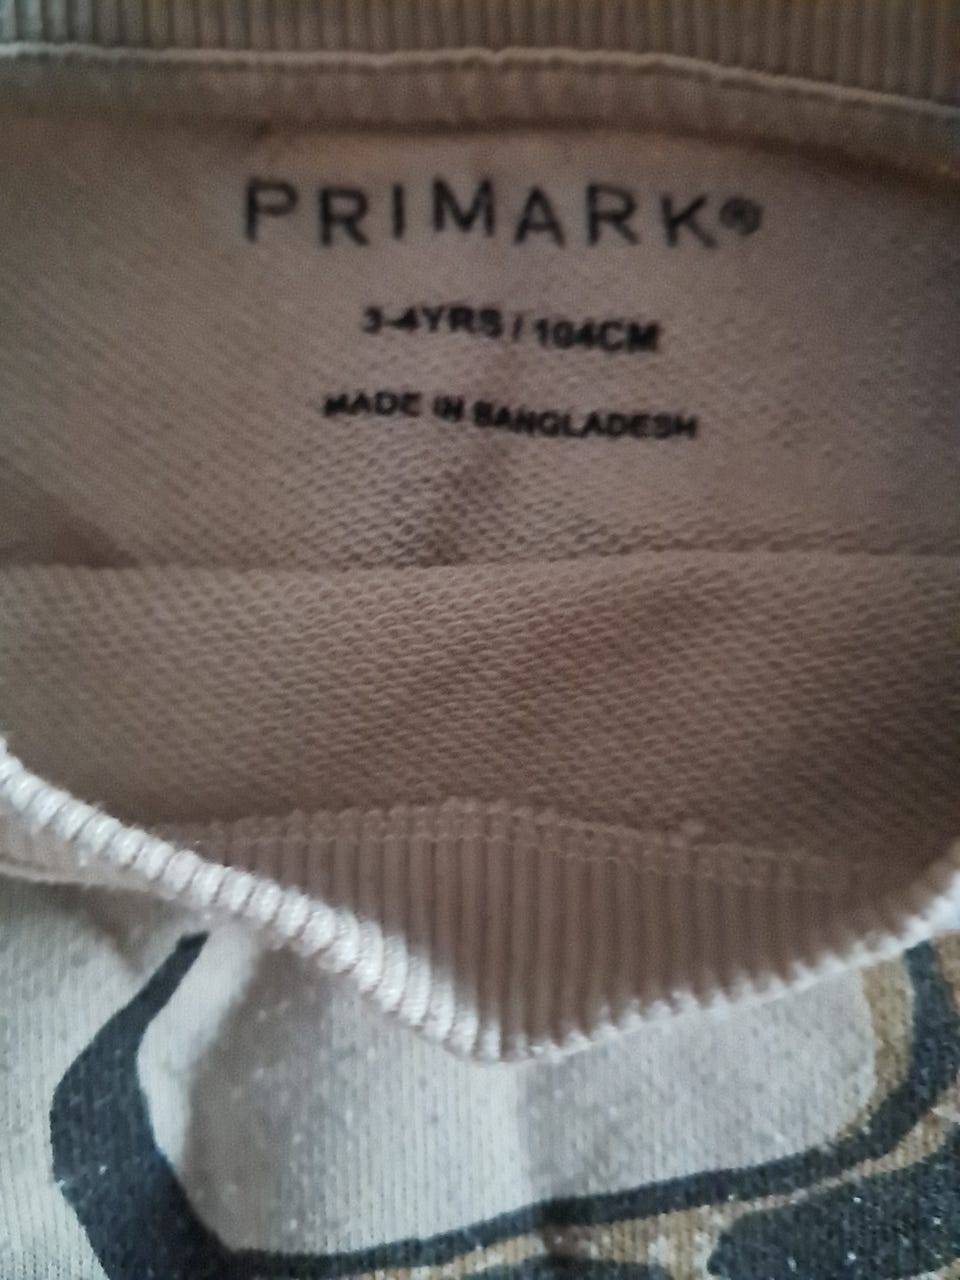 PRIMARK®
3-4YRS / 104CM
MADE IN BANGLADESH